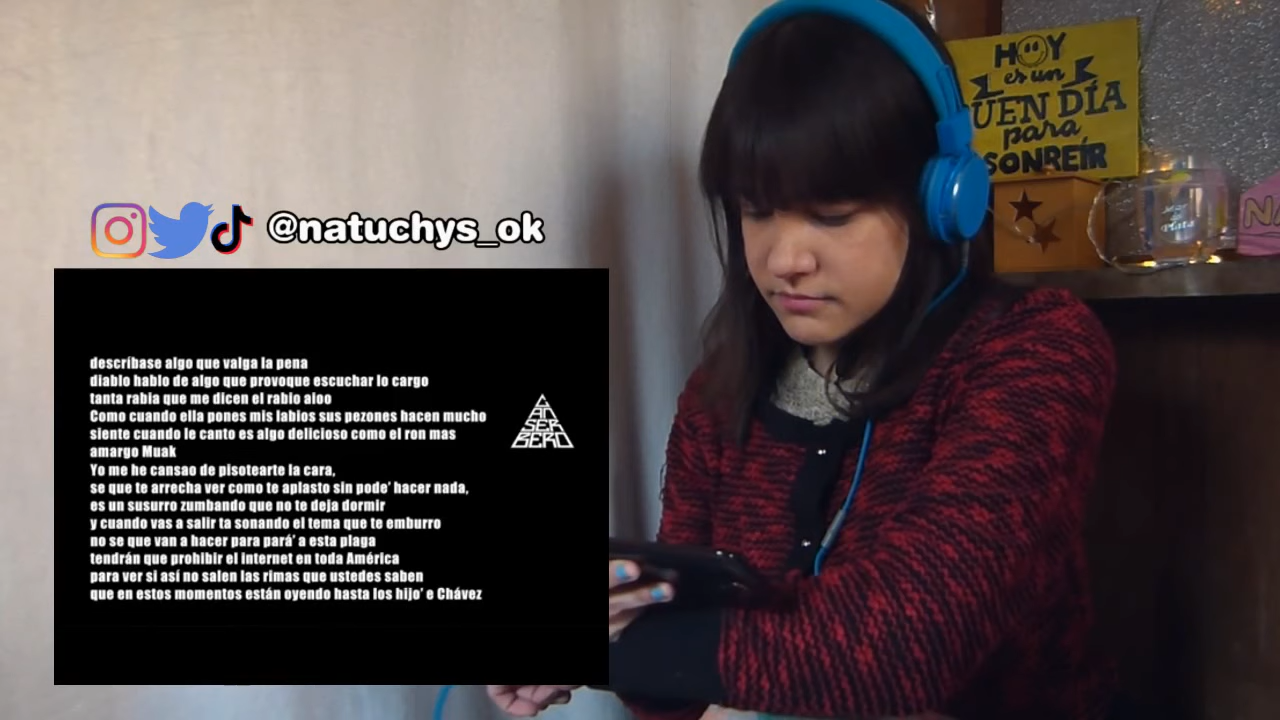 HOY
es un
UEN DÍA
para
SONREÍR
@natuchys_ok
descríbase algo que valga la pena
diablo hablo de algo que provoque escuchar lo cargo
tanta rabia que me dicen el rabio aloo
Como cuando ella pones mis labios sus pezones hacen mucho
siente cuando le canto es algo delicioso como el ron mas
amargo Muak
Yo me he cansao de pisotearte la cara,
se que te arrecha ver como te aplasto sin pode' hacer nada,
es un susurro zumbando que no te deja dormir
y cuando vas a salir ta sonando el tema que te emburro
no se que van a hacer para pará' a esta plaga
tendrán que prohibir el internet en toda América
para ver si así no salen las rimas que ustedes saben
que en estos momentos están oyendo hasta los hijo' e Chávez
CAN
SER
BERO
NA